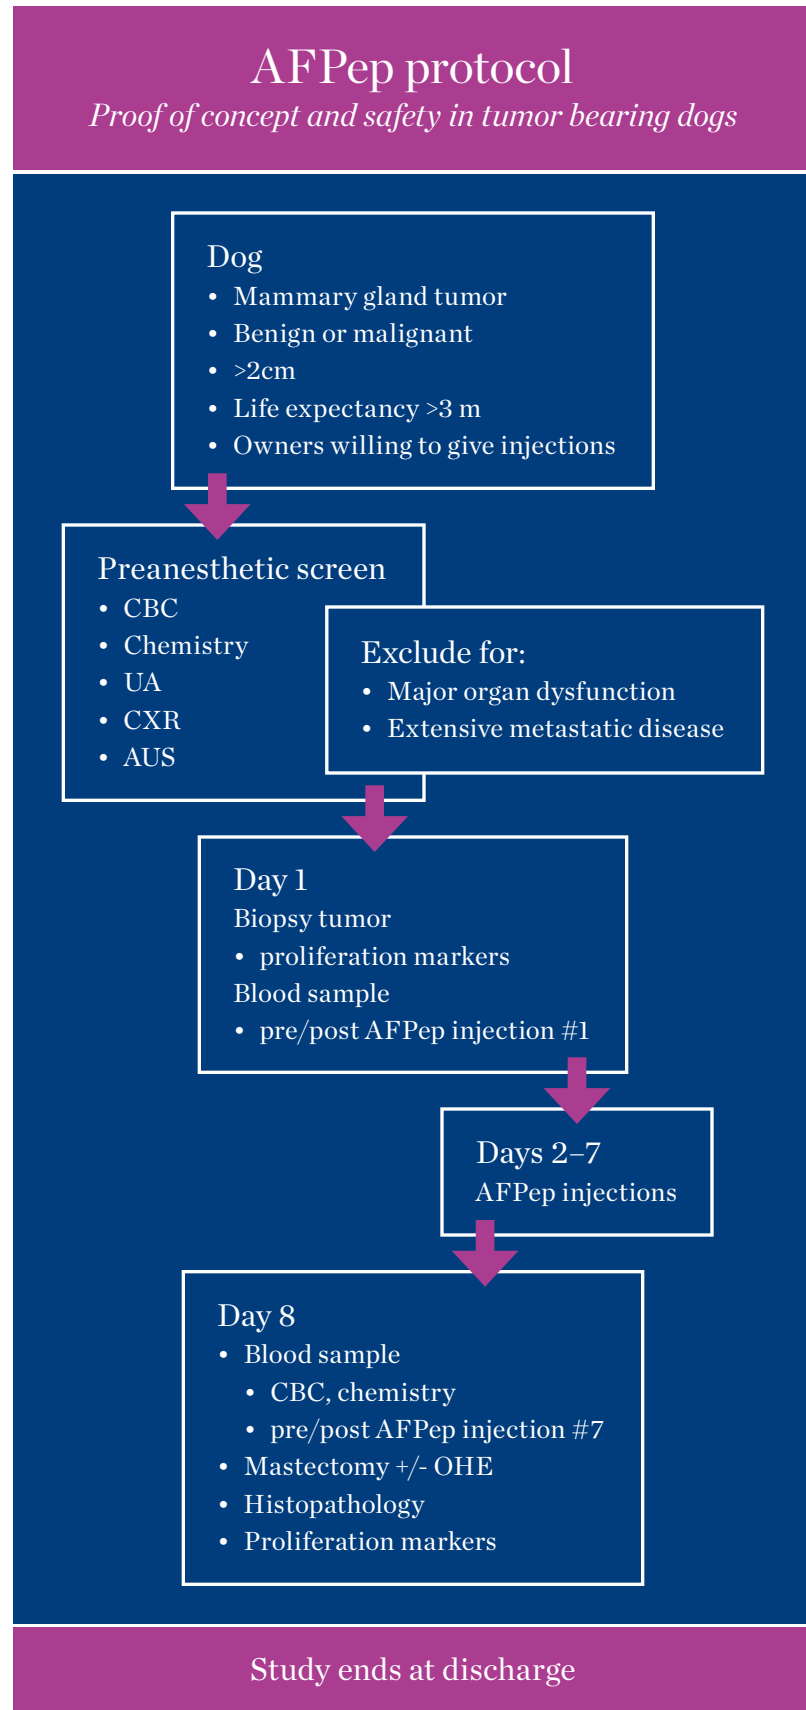 AFPep protocol
Proof of concept and safety in tumor bearing dogs
Dog
• Mammary gland tumor
• Benign or malignant
• >2cm
• Life expectancy >3 m
• Owners willing to give injections
Preanesthetic screen
• CBC
• Chemistry
• UA
• CXR
• AUS
Exclude for:
• Major organ dysfunction
• Extensive metastatic disease
Day 1
Biopsy tumor
• proliferation markers
Blood sample
• pre/post AFPep injection #1
Days 2–7
AFPep injections
Day 8
• Blood sample
• CBC, chemistry
• pre/post AFPep injection #7
• Mastectomy +/- OHE
• Histopathology
• Proliferation markers
Study ends at discharge